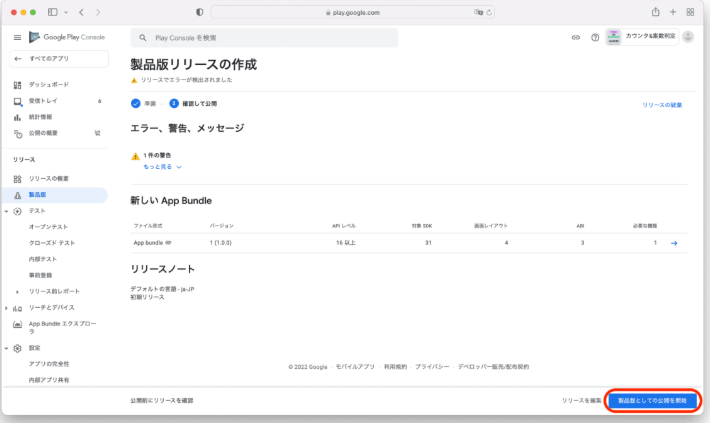 play.google.com
Google Play Console
Play Console を検索
カウンタ&素数判定
すべてのアプリ
ダッシュボード
受信トレイ 6
統計情報
公開の概要
リリース
リリースの概要
製品版
テスト
オープンテスト
クローズド テスト
内部テスト
事前登録
リリース前レポート
リーチとデバイス
App Bundle エクスプロー
ラ
設定
アプリの完全性
内部アプリ共有
製品版リリースの作成
リリースでエラーが検出されました
準備
2 確認して公開
リリースの破棄
エラー、警告、メッセージ
1 件の警告
もっと見る
新しい App Bundle
ファイル形式 バージョン API レベル 対象 SDK 画面レイアウト ABI 必要な機能
App bundle 1 (1.0.0) 16 以上 31 4 3 1
リリースノート
デフォルトの言語 - ja-JP
初期リリース
© 2022 Google · モバイルアプリ · 利用規約 · プライバシー · デベロッパー販売/配布契約
公開前にリリースを確認
リリースを編集
製品版としての公開を開始